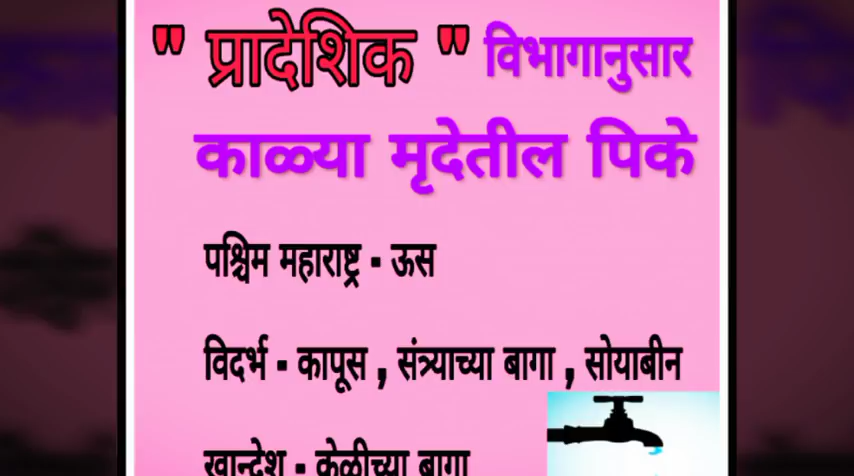 " प्रादेशिक " विभागानुसार
काळ्या मृदेतील पिके
पश्चिम महाराष्ट्र - ऊस
विदर्भ - कापूस , संत्र्याच्या बागा , सोयाबीन
खान्देश - केळीच्या बागा